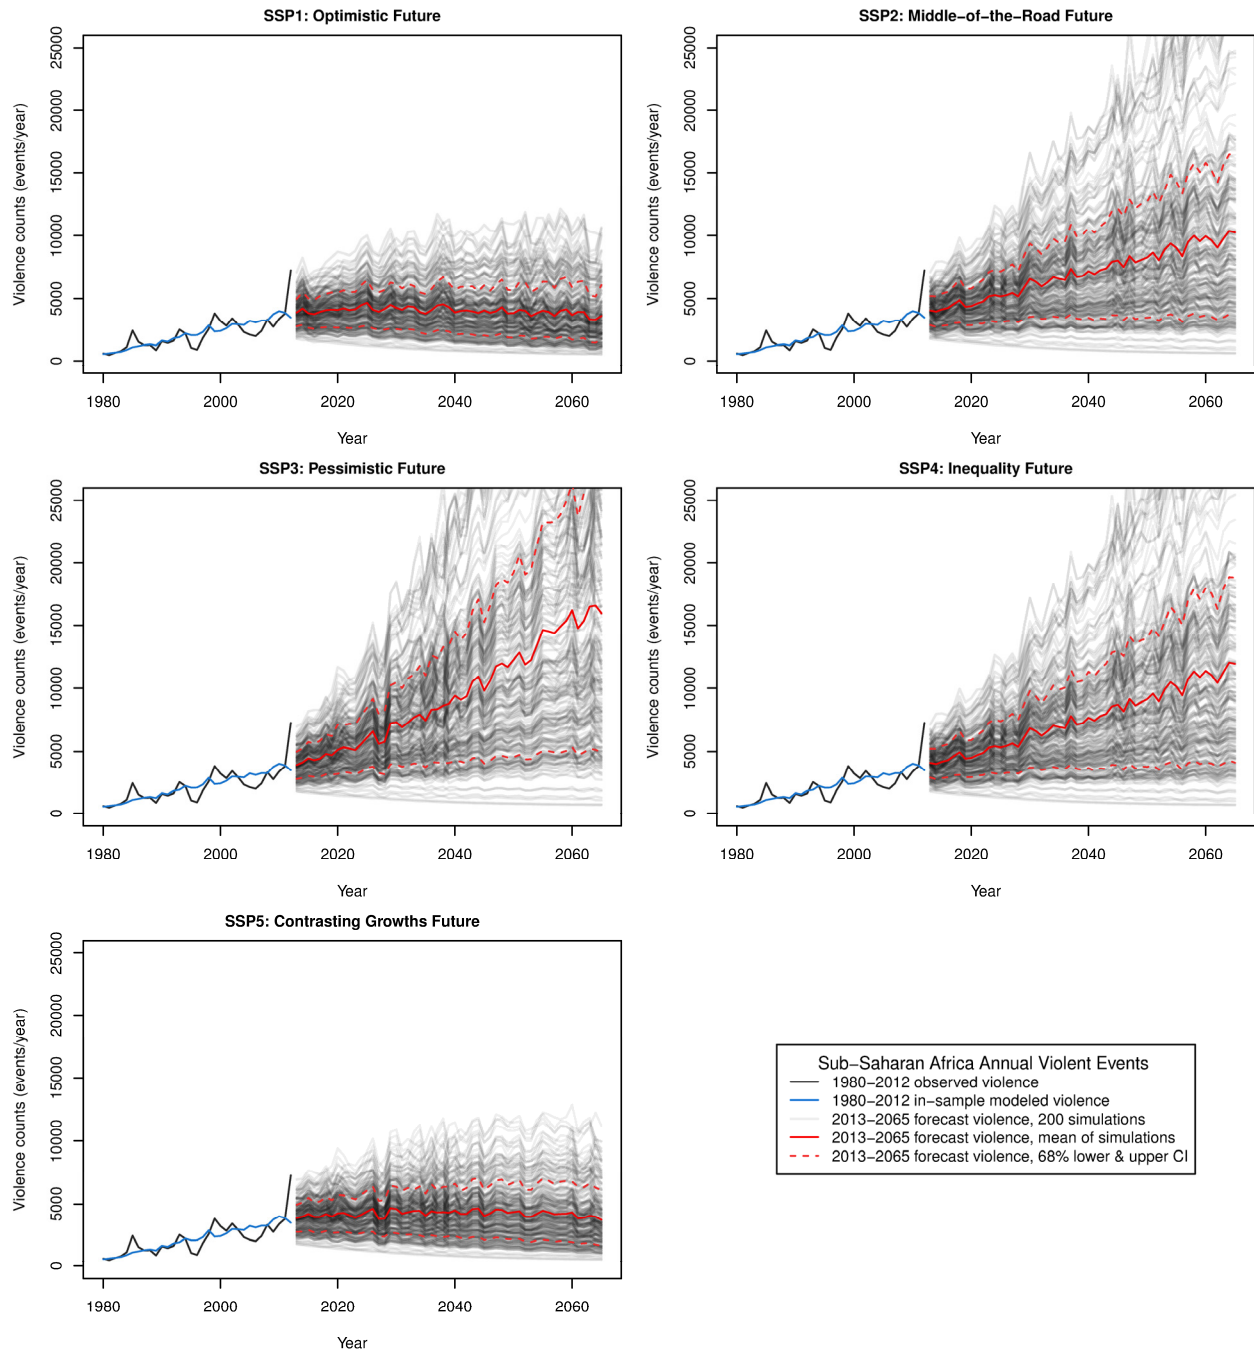 SSP1: Optimistic Future
Violence counts (events/year)
25000
20000
15000
10000
5000
0
1980 2000 2020 2040 2060
Year
SSP2: Middle−of−the−Road Future
Violence counts (events/year)
25000
20000
15000
10000
5000
0
1980 2000 2020 2040 2060
Year
SSP3: Pessimistic Future
Violence counts (events/year)
25000
20000
15000
10000
5000
0
1980 2000 2020 2040 2060
Year
SSP4: Inequality Future
Violence counts (events/year)
25000
20000
15000
10000
5000
0
1980 2000 2020 2040 2060
Year
SSP5: Contrasting Growths Future
Violence counts (events/year)
25000
20000
15000
10000
5000
0
1980 2000 2020 2040 2060
Year
Sub−Saharan Africa Annual Violent Events
1980−2012 observed violence
1980−2012 in−sample modeled violence
2013−2065 forecast violence, 200 simulations
2013−2065 forecast violence, mean of simulations
2013−2065 forecast violence, 68% lower & upper CI